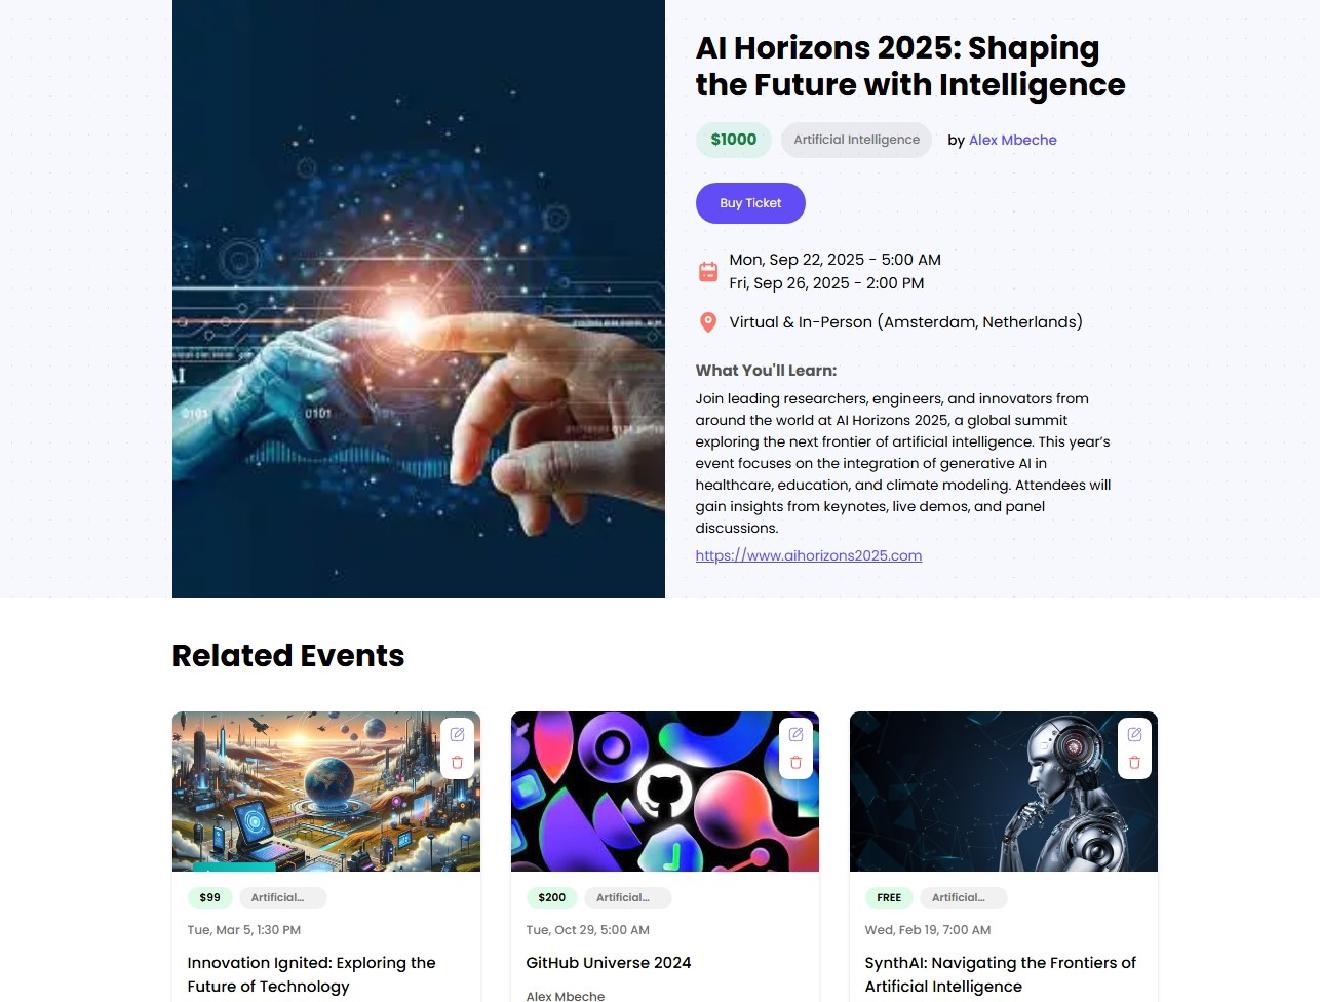 AI Horizons 2025: Shaping
the Future with Intelligence
$1000
Artificial Intelligence
by Alex Mbeche
Buy Ticket
Mon, Sep 22, 2025 - 5:00 AM
Fri, Sep 26, 2025 - 2:00 PM
Virtual & In-Person (Amsterdam, Netherlands)
What You'll Learn:
Join leading researchers, engineers, and innovators from
around the world at AI Horizons 2025, a global summit
exploring the next frontier of artificial intelligence. This year’s
event focuses on the integration of generative AI in
healthcare, education, and climate modeling. Attendees will
gain insights from keynotes, live demos, and panel
discussions.
https://www.aihorizons2025.com
AI
0101
0101
Related Events
$99
Artificial...
Tue, Mar 5, 1:30 PM
Innovation Ignited: Exploring the
Future of Technology
$200
Artificial...
Tue, Oct 29, 5:00 AM
GitHub Universe 2024
Alex Mbeche
FREE
Artificial...
Wed, Feb 19, 7:00 AM
SynthAI: Navigating the Frontiers of
Artificial Intelligence